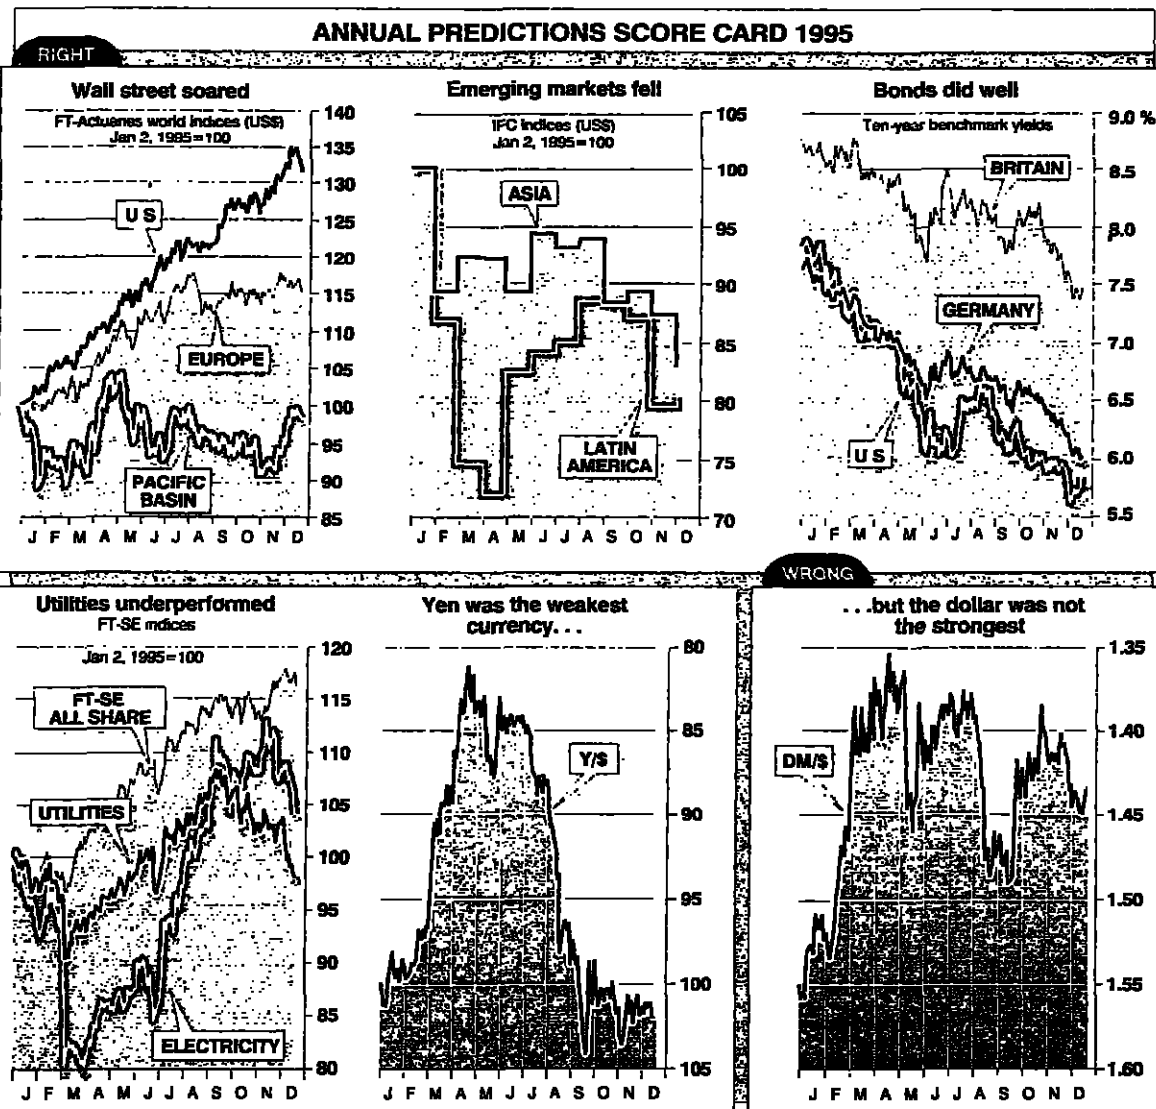 ANNUAL PREDICTIONS SCORE CARD 1995
RIGHT
Wall street soared
FT-Actuaries world indices (US$)
Jan 2, 1995=100
140
135
130
125
120
115
110
105
100
95
90
85
U S
EUROPE
PACIFIC
BASIN
J F M A M J J A S O N D
Emerging markets fell
IFC indices (US$)
Jan 2, 1995=100
105
100
95
90
85
80
75
70
ASIA
LATIN
AMERICA
J F M A M J J A S O N D
Bonds did well
Ten-year benchmark yields
9.0 %
8.5
8.0
7.5
7.0
6.5
6.0
5.5
BRITAIN
GERMANY
U S
J F M A M J J A S O N D
Utilities underperformed
FT-SE indices
Jan 2, 1995=100
120
115
110
105
100
95
90
85
80
FT-SE
ALL SHARE
UTILITIES
ELECTRICITY
J F M A M J J A S O N D
Yen was the weakest
currency...
80
85
90
95
100
105
Y/$
J F M A M J J A S O N D
WRONG
...but the dollar was not
the strongest
1.35
1.40
1.45
1.50
1.55
1.60
DM/$
J F M A M J J A S O N D